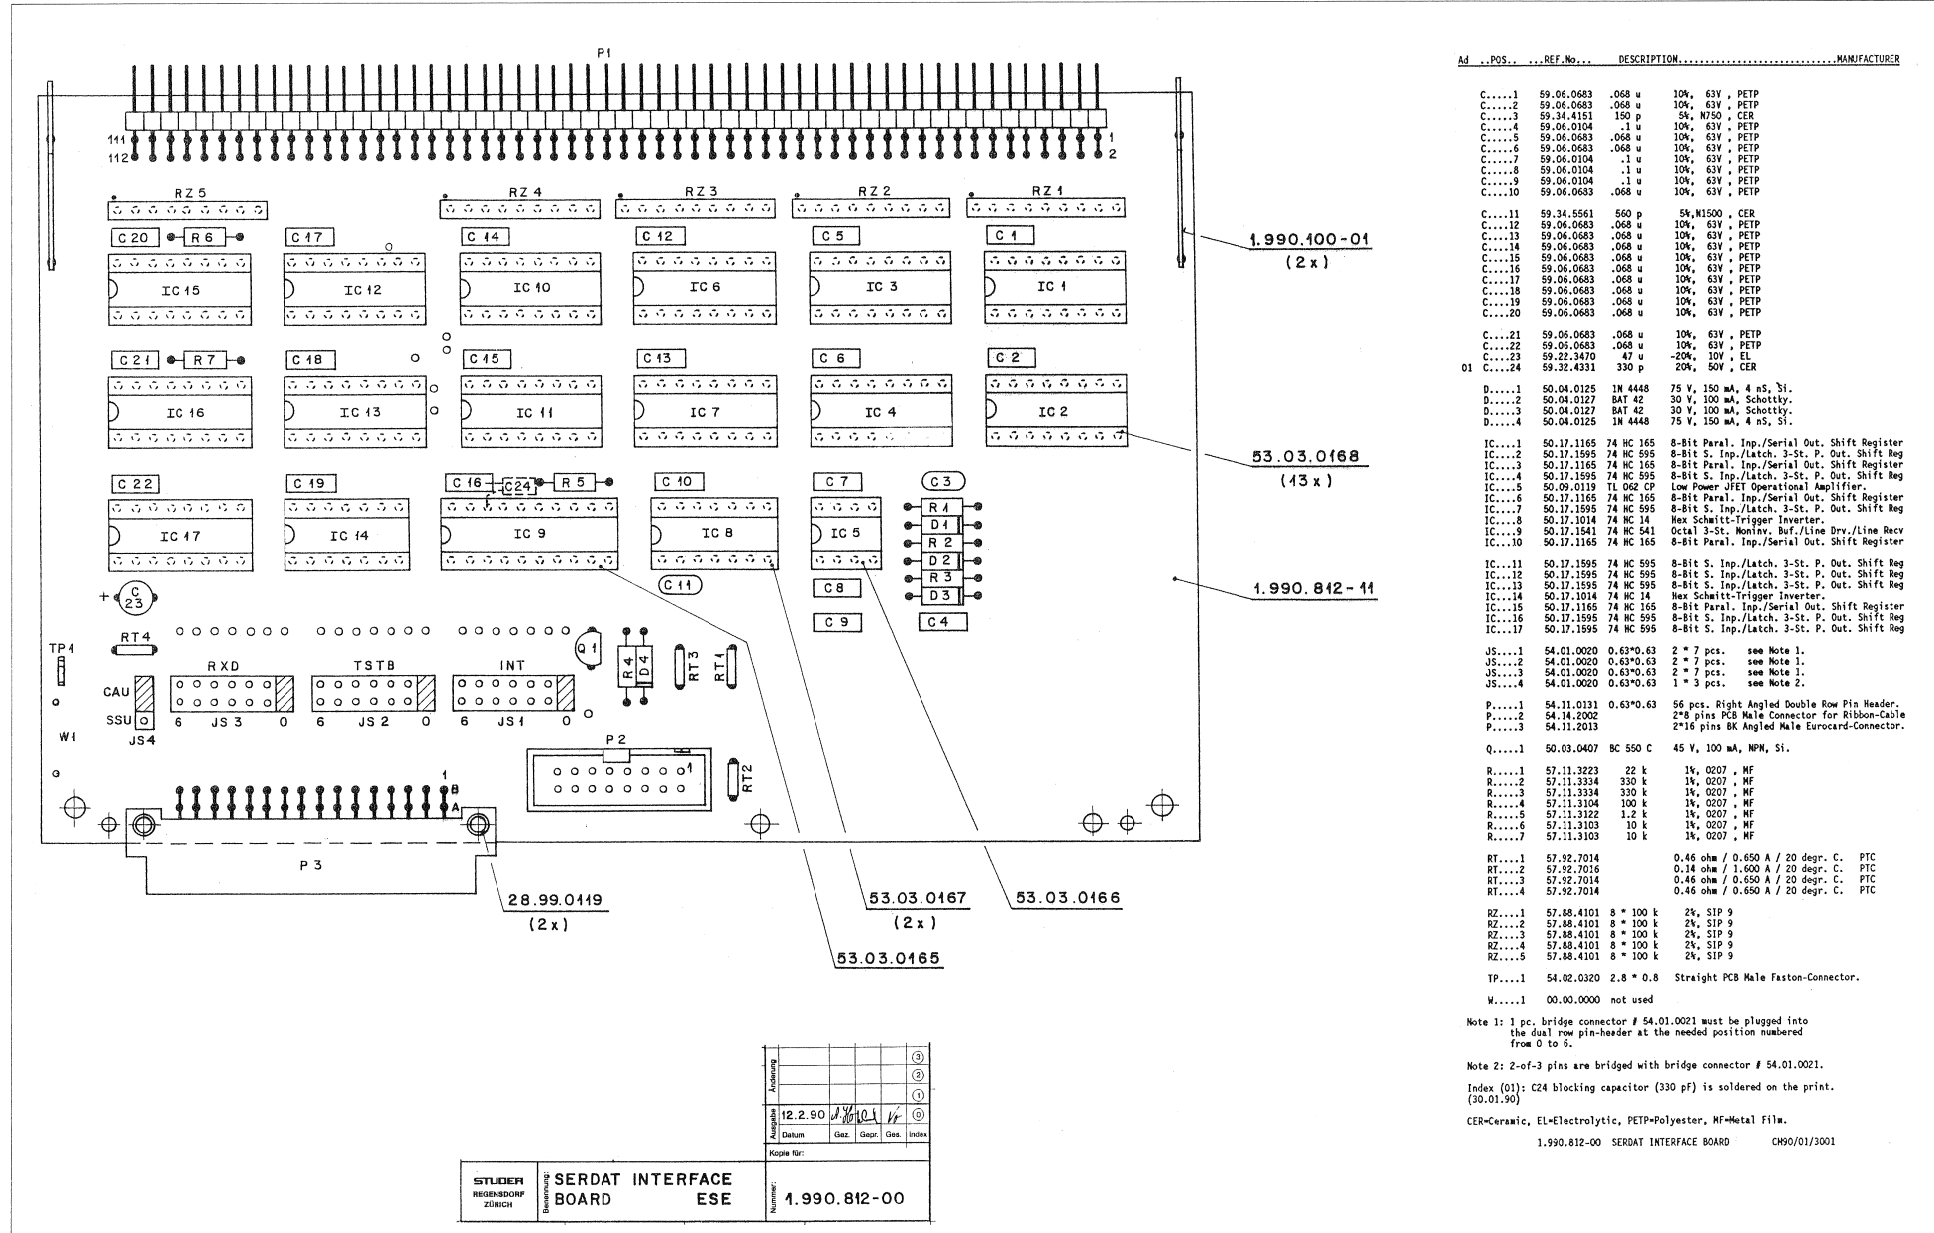 P1
111
112
1
2
RZ 5
RZ 4
RZ 3
RZ 2
RZ 1
C 20
R 6
C 17
C 14
C 12
C 5
C 1
IC 15
IC 12
IC 10
IC 6
IC 3
IC 1
1.990.100-01
(2x)
C 21
R 7
C 18
C 15
C 13
C 6
C 2
IC 16
IC 13
IC 11
IC 7
IC 4
IC 2
53.03.0168
(13x)
C 22
C 19
C 16
C24
R 5
C 10
C 7
C 3
IC 17
IC 14
IC 9
IC 8
IC 5
R 1
D1
R 2
D2
R 3
D3
C 11
C 8
C 9
C 4
1.990.812-11
+
C
23
RT4
TP1
RXD
TSTB
INT
Q1
R4
D4
RT3
RT1
CAU
SSU
JS4
6 JS 3 0
6 JS 2 0
6 JS 1 0
W1
P 2
1
RT2
1
B
A
P 3
28.99.0119
(2x)
53.03.0167
(2x)
53.03.0166
53.03.0165
Änderung
3
2
1
Ausgabe
12.2.90
0
Datum
Gez.
Gepr.
Ges.
Index
Kopie für:
STUDER
REGENSDORF
ZÜRICH
Benennung:
SERDAT INTERFACE
BOARD ESE
Nummer:
1.990.812-00
Ad ..POS.. ...REF.No... DESCRIPTION..............................MANUFACTURER
C.....1 59.06.0683 .068 u 10%, 63V , PETP
C.....2 59.06.0683 .068 u 10%, 63V , PETP
C.....3 59.34.4151 150 p 5%, N750 , CER
C.....4 59.06.0104 .1 u 10%, 63V , PETP
C.....5 59.06.0683 .068 u 10%, 63V , PETP
C.....6 59.06.0683 .068 u 10%, 63V , PETP
C.....7 59.06.0104 .1 u 10%, 63V , PETP
C.....8 59.06.0104 .1 u 10%, 63V , PETP
C.....9 59.06.0104 .1 u 10%, 63V , PETP
C....10 59.06.0683 .068 u 10%, 63V , PETP
C....11 59.34.5561 560 p 5%,N1500 , CER
C....12 59.06.0683 .068 u 10%, 63V , PETP
C....13 59.06.0683 .068 u 10%, 63V , PETP
C....14 59.06.0683 .068 u 10%, 63V , PETP
C....15 59.06.0683 .068 u 10%, 63V , PETP
C....16 59.06.0683 .068 u 10%, 63V , PETP
C....17 59.06.0683 .068 u 10%, 63V , PETP
C....18 59.06.0683 .068 u 10%, 63V , PETP
C....19 59.06.0683 .068 u 10%, 63V , PETP
C....20 59.06.0683 .068 u 10%, 63V , PETP
C....21 59.06.0683 .068 u 10%, 63V , PETP
C....22 59.06.0683 .068 u 10%, 63V , PETP
C....23 59.22.3470 47 u -20%, 10V , EL
01 C....24 59.32.4331 330 p 20%, 50V , CER
D.....1 50.04.0125 1N 4448 75 V, 150 mA, 4 nS, Si.
D.....2 50.04.0127 BAT 42 30 V, 100 mA, Schottky.
D.....3 50.04.0127 BAT 42 30 V, 100 mA, Schottky.
D.....4 50.04.0125 1N 4448 75 V, 150 mA, 4 nS, Si.
IC....1 50.17.1165 74 HC 165 8-Bit Paral. Inp./Serial Out. Shift Register
IC....2 50.17.1595 74 HC 595 8-Bit S. Inp./Latch. 3-St. P. Out. Shift Reg
IC....3 50.17.1165 74 HC 165 8-Bit Paral. Inp./Serial Out. Shift Register
IC....4 50.17.1595 74 HC 595 8-Bit S. Inp./Latch. 3-St. P. Out. Shift Reg
IC....5 50.09.0119 TL 062 CP Low Power JFET Operational Amplifier.
IC....6 50.17.1165 74 HC 165 8-Bit Paral. Inp./Serial Out. Shift Register
IC....7 50.17.1595 74 HC 595 8-Bit S. Inp./Latch. 3-St. P. Out. Shift Reg
IC....8 50.17.1014 74 HC 14 Hex Schmitt-Trigger Inverter.
IC....9 50.17.1541 74 HC 541 Octal 3-St. Noninv. Buf./Line Drv./Line Recv
IC...10 50.17.1165 74 HC 165 8-Bit Paral. Inp./Serial Out. Shift Register
IC...11 50.17.1595 74 HC 595 8-Bit S. Inp./Latch. 3-St. P. Out. Shift Reg
IC...12 50.17.1595 74 HC 595 8-Bit S. Inp./Latch. 3-St. P. Out. Shift Reg
IC...13 50.17.1595 74 HC 595 8-Bit S. Inp./Latch. 3-St. P. Out. Shift Reg
IC...14 50.17.1014 74 HC 14 Hex Schmitt-Trigger Inverter.
IC...15 50.17.1165 74 HC 165 8-Bit Paral. Inp./Serial Out. Shift Register
IC...16 50.17.1595 74 HC 595 8-Bit S. Inp./Latch. 3-St. P. Out. Shift Reg
IC...17 50.17.1595 74 HC 595 8-Bit S. Inp./Latch. 3-St. P. Out. Shift Reg
JS....1 54.01.0020 0.63*0.63 2 * 7 pcs. see Note 1.
JS....2 54.01.0020 0.63*0.63 2 * 7 pcs. see Note 1.
JS....3 54.01.0020 0.63*0.63 2 * 7 pcs. see Note 1.
JS....4 54.01.0020 0.63*0.63 1 * 3 pcs. see Note 2.
P.....1 54.11.0131 0.63*0.63 56 pcs. Right Angled Double Row Pin Header.
P.....2 54.14.2002 2*8 pins PCB Male Connector for Ribbon-Cable
P.....3 54.11.2013 2*16 pins BK Angled Male Eurocard-Connector.
Q.....1 50.03.0407 BC 550 C 45 V, 100 mA, NPN, Si.
R.....1 57.11.3223 22 k 1%, 0207 , MF
R.....2 57.11.3334 330 k 1%, 0207 , MF
R.....3 57.11.3334 330 k 1%, 0207 , MF
R.....4 57.11.3104 100 k 1%, 0207 , MF
R.....5 57.11.3122 1.2 k 1%, 0207 , MF
R.....6 57.11.3103 10 k 1%, 0207 , MF
R.....7 57.11.3103 10 k 1%, 0207 , MF
RT....1 57.92.7014 0.46 ohm / 0.650 A / 20 degr. C. PTC
RT....2 57.92.7016 0.14 ohm / 1.600 A / 20 degr. C. PTC
RT....3 57.92.7014 0.46 ohm / 0.650 A / 20 degr. C. PTC
RT....4 57.92.7014 0.46 ohm / 0.650 A / 20 degr. C. PTC
RZ....1 57.88.4101 8 * 100 k 2%, SIP 9
RZ....2 57.88.4101 8 * 100 k 2%, SIP 9
RZ....3 57.88.4101 8 * 100 k 2%, SIP 9
RZ....4 57.88.4101 8 * 100 k 2%, SIP 9
RZ....5 57.88.4101 8 * 100 k 2%, SIP 9
TP....1 54.02.0320 2.8 * 0.8 Straight PCB Male Faston-Connector.
W.....1 00.00.0000 not used
Note 1: 1 pc. bridge connector # 54.01.0021 must be plugged into
the dual row pin-header at the needed position numbered
from 0 to 6.
Note 2: 2-of-3 pins are bridged with bridge connector # 54.01.0021.
Index (01): C24 blocking capacitor (330 pF) is soldered on the print.
(30.01.90)
CER=Ceramic, EL=Electrolytic, PETP=Polyester, MF=Metal Film.
1.990.812-00 SERDAT INTERFACE BOARD CH90/01/3001